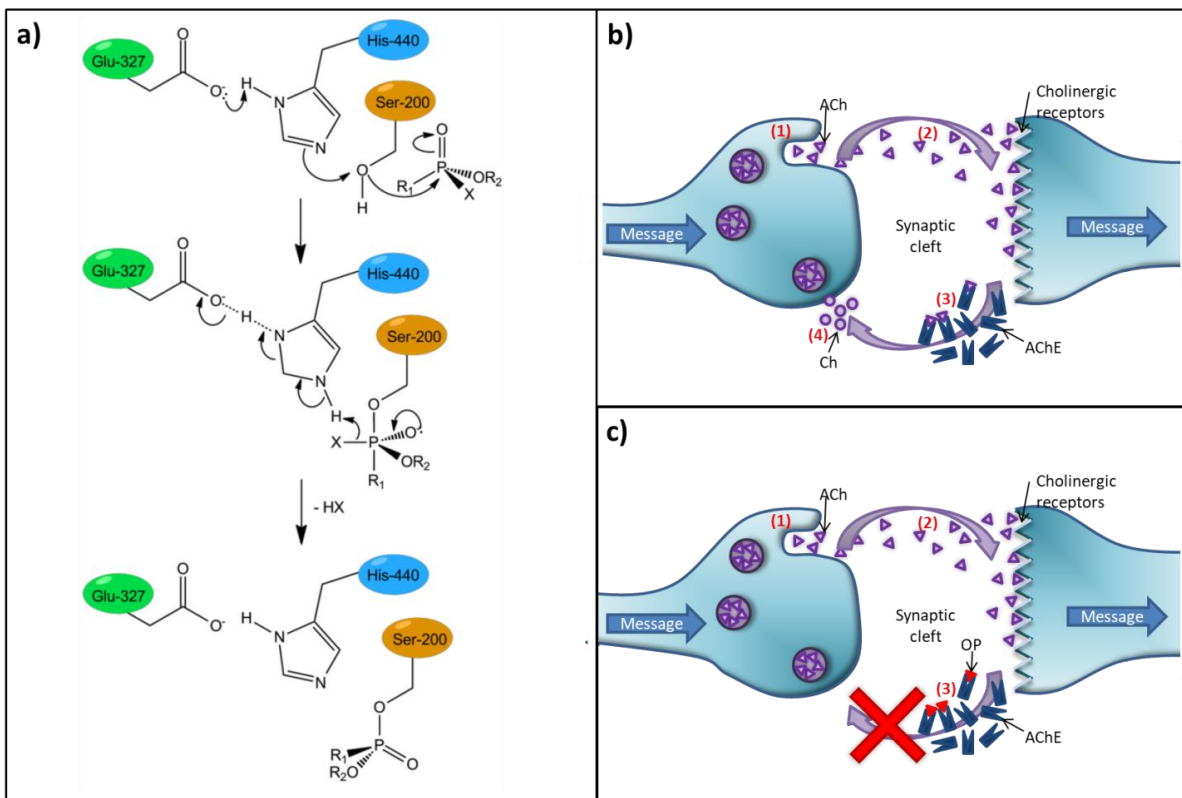 a)
Glu-327
O
O-
H
N
N
His-440
Ser-200
O
H
O
P
R1
OR2
X
Glu-327
O
O-
H
N
N
H
His-440
Ser-200
O
X
P
O
OR2
R1
- HX
Glu-327
O
O-
H
N
N
His-440
Ser-200
O
R1
P
R2O
O
b)
(1)
ACh
(2)
Cholinergic
receptors
Message
Synaptic
cleft
Message
(3)
(4)
Ch
AChE
c)
(1)
ACh
(2)
Cholinergic
receptors
Message
Synaptic
cleft
Message
OP
(3)
AChE